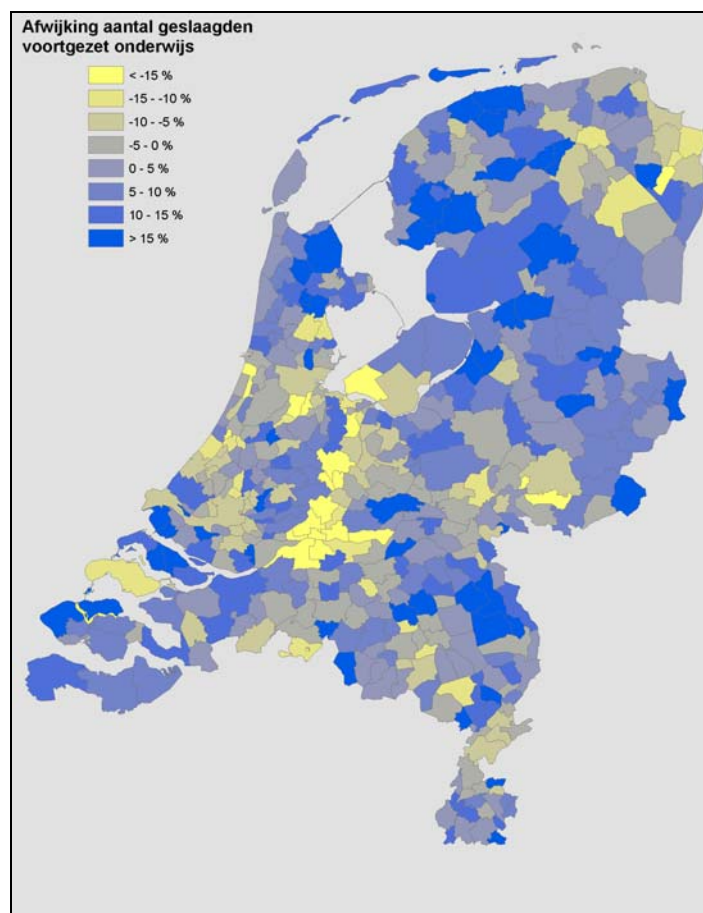 Afwijking aantal geslaagden
voortgezet onderwijs
< -15 %
-15 - -10 %
-10 - -5 %
-5 - 0 %
0 - 5 %
5 - 10 %
10 - 15 %
> 15 %